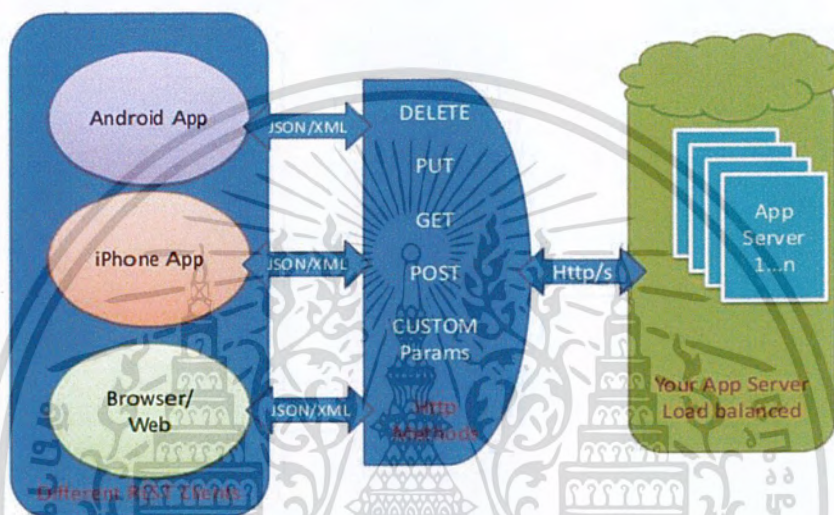 Android App
JSON/XML
iPhone App
JSON/XML
Browser/
Web
JSON/XML
Different REST Clients
DELETE
PUT
GET
POST
CUSTOM
Params
Http
Methods
Http/s
App
Server
1...n
Your App Server
Load balanced